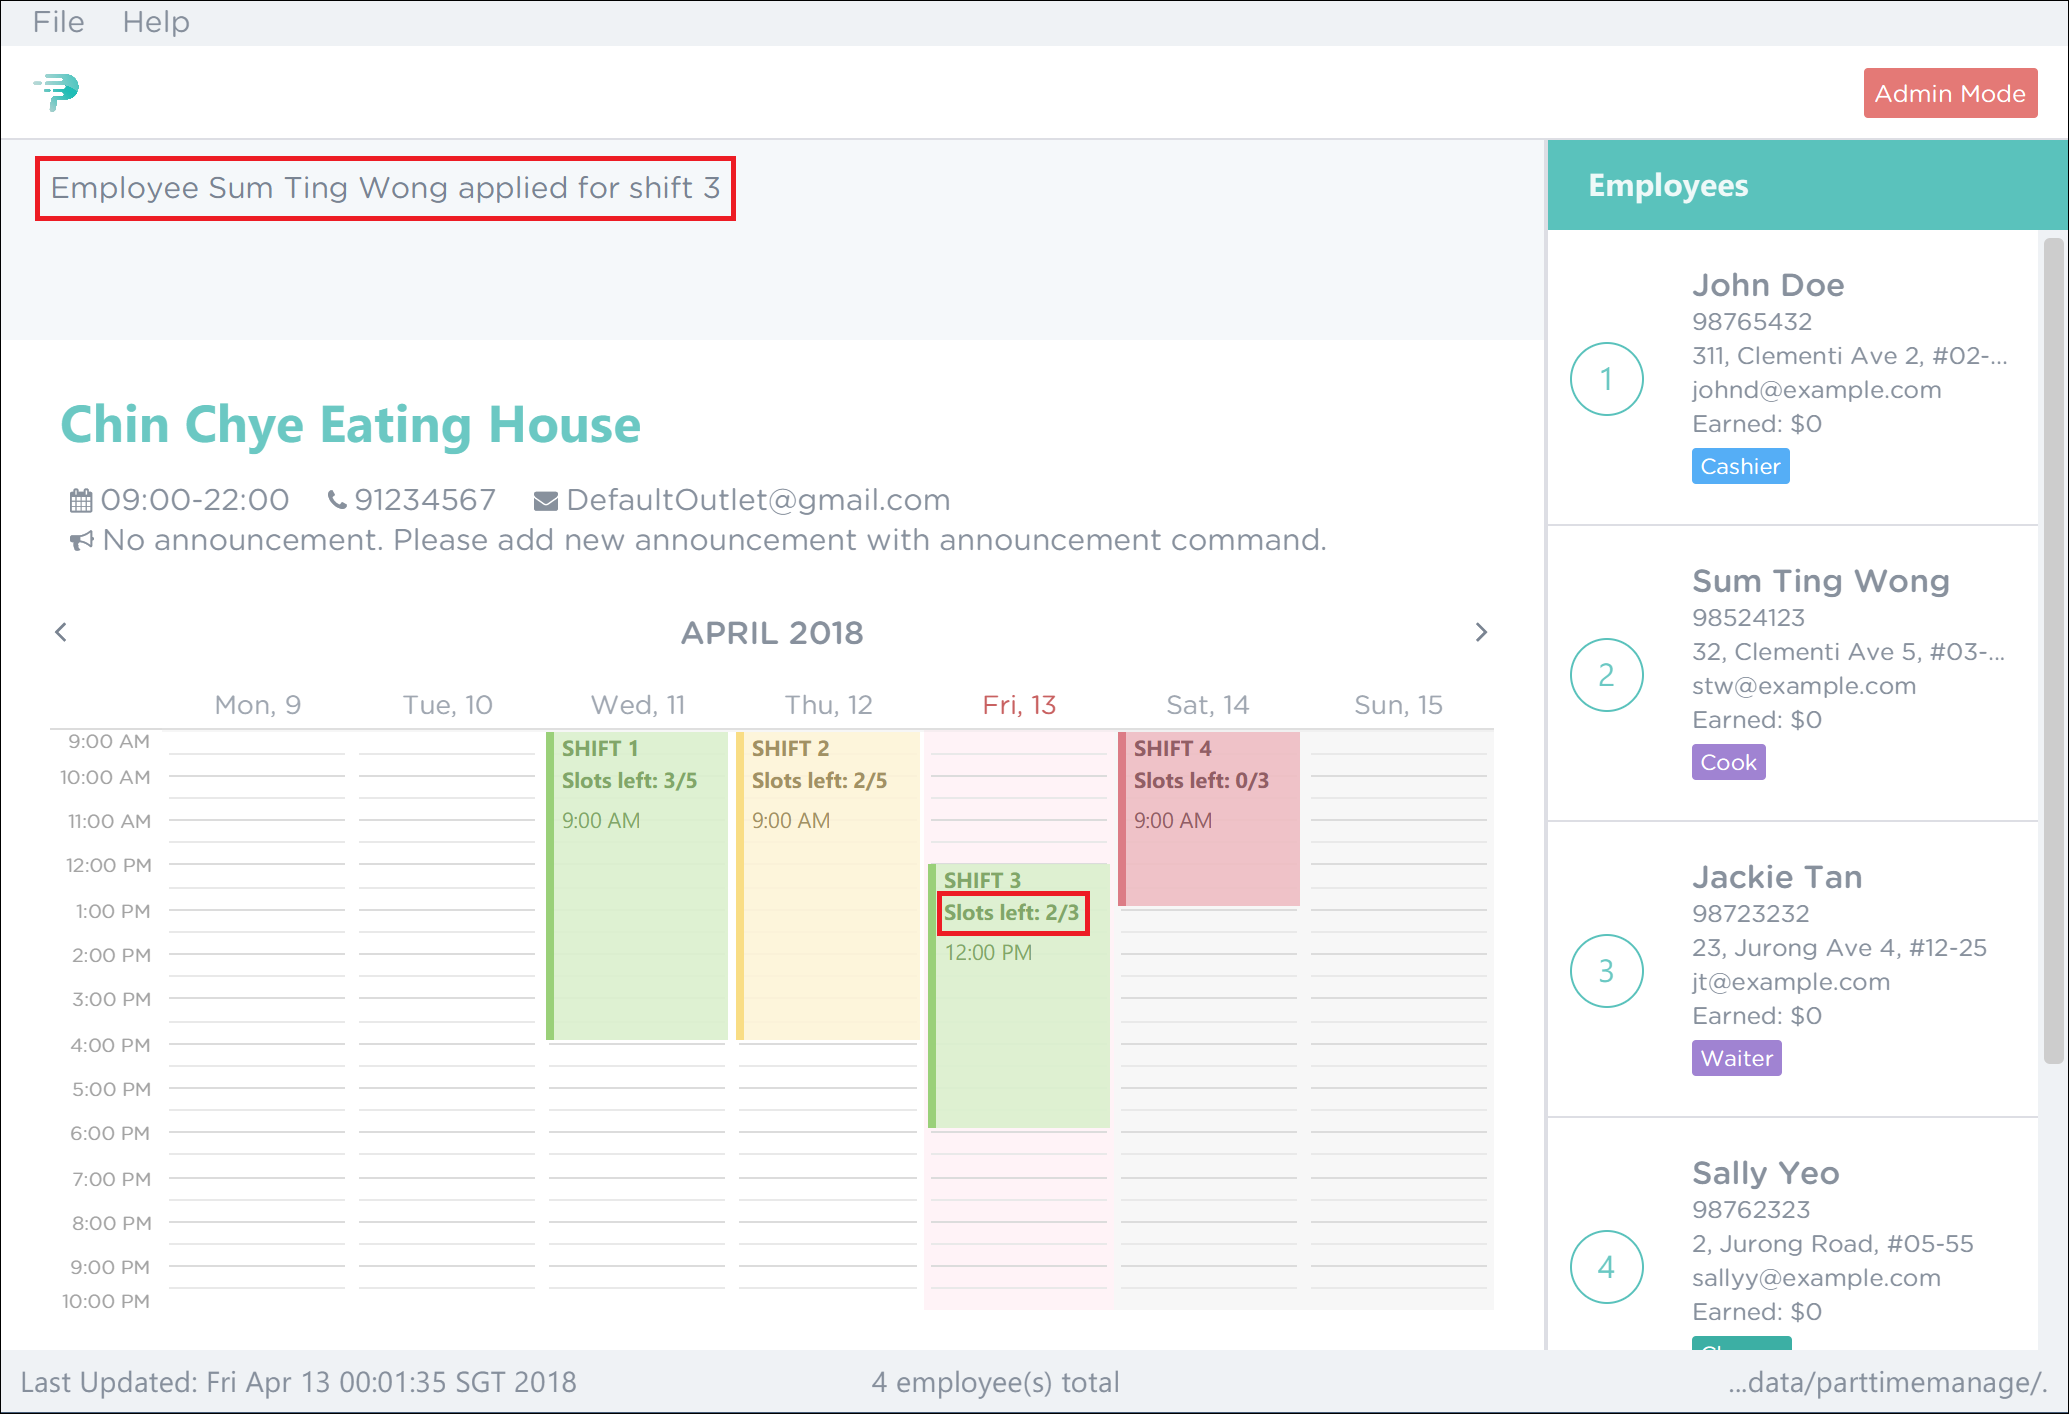 File Help
Admin Mode
Employee Sum Ting Wong applied for shift 3
Chin Chye Eating House
09:00-22:00 91234567 DefaultOutlet@gmail.com
No announcement. Please add new announcement with announcement command.
APRIL 2018
Mon, 9 Tue, 10 Wed, 11 Thu, 12 Fri, 13 Sat, 14 Sun, 15
9:00 AM
10:00 AM
11:00 AM
12:00 PM
1:00 PM
2:00 PM
3:00 PM
4:00 PM
5:00 PM
6:00 PM
7:00 PM
8:00 PM
9:00 PM
10:00 PM
SHIFT 1
Slots left: 3/5
9:00 AM
SHIFT 2
Slots left: 2/5
9:00 AM
SHIFT 3
Slots left: 2/3
12:00 PM
SHIFT 4
Slots left: 0/3
9:00 AM
Employees
1
John Doe
98765432
311, Clementi Ave 2, #02-...
johnd@example.com
Earned: $0
Cashier
2
Sum Ting Wong
98524123
32, Clementi Ave 5, #03-...
stw@example.com
Earned: $0
Cook
3
Jackie Tan
98723232
23, Jurong Ave 4, #12-25
jt@example.com
Earned: $0
Waiter
4
Sally Yeo
98762323
2, Jurong Road, #05-55
sallyy@example.com
Earned: $0
Last Updated: Fri Apr 13 00:01:35 SGT 2018
4 employee(s) total
...data/parttimemanage/.